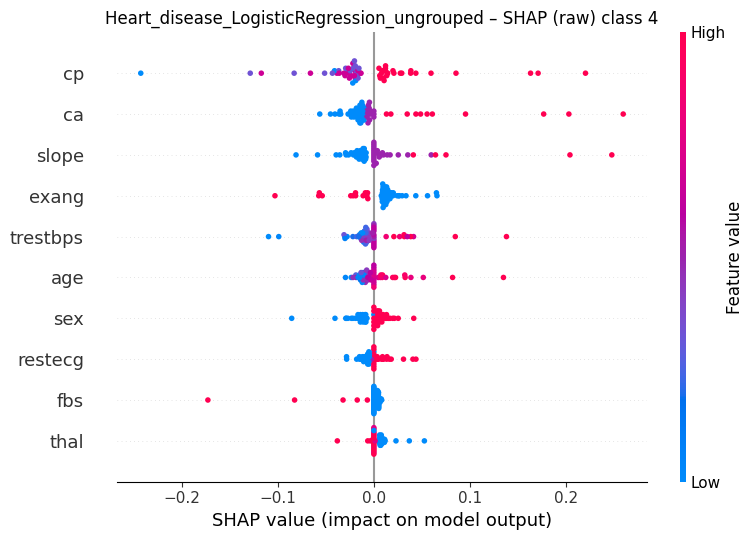 Heart_disease_LogisticRegression_ungrouped – SHAP (raw) class 4
High
cp
ca
slope
exang
trestbps
age
sex
restecg
fbs
thal
Feature value
Low
−0.2
−0.1
0.0
0.1
0.2
SHAP value (impact on model output)